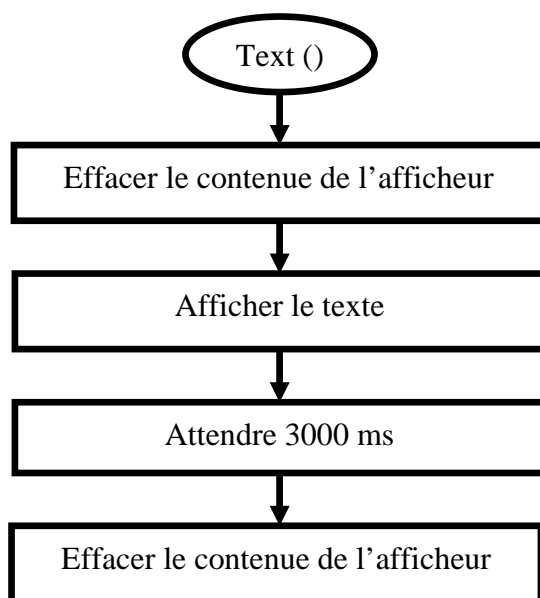 Text ()
Effacer le contenue de l’afficheur
Afficher le texte
Attendre 3000 ms
Effacer le contenue de l’afficheur